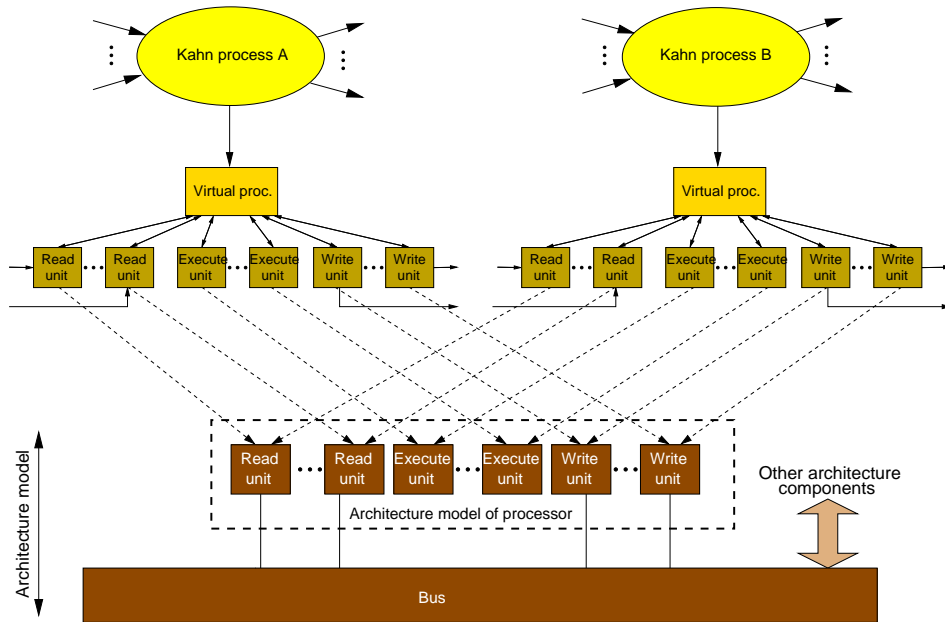 Kahn process A
Kahn process B
Virtual proc.
Virtual proc.
Read
unit
Read
unit
Execute
unit
Execute
unit
Write
unit
Write
unit
Read
unit
Read
unit
Execute
unit
Execute
unit
Write
unit
Write
unit
Architecture model
Read
unit
Read
unit
Execute
unit
Execute
unit
Write
unit
Write
unit
Architecture model of processor
Other architecture
components
Bus